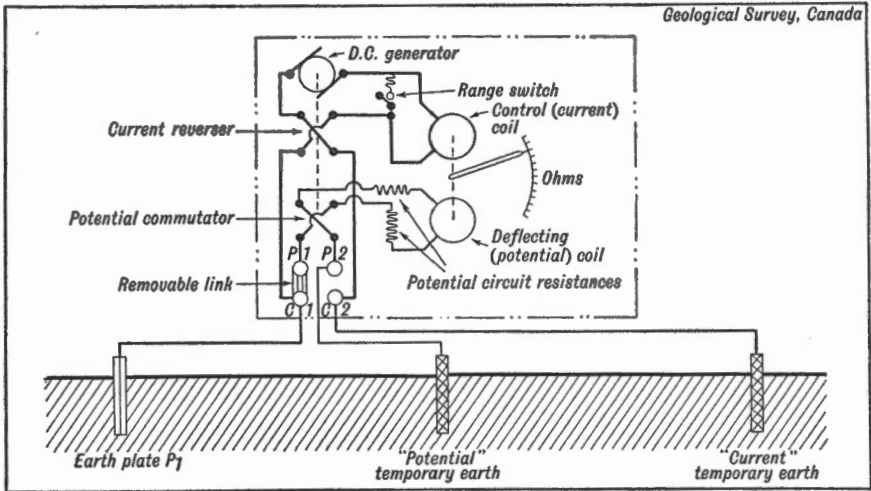 Geological Survey, Canada
D.C. generator
Range switch
Control (current)
coil
Current reverser
Ohms
Potential commutator
Deflecting
(potential) coil
P 1 P 2
Potential circuit resistances
Removable link
C 1 C 2
Earth plate P1
"Potential"
temporary earth
"Current"
temporary earth